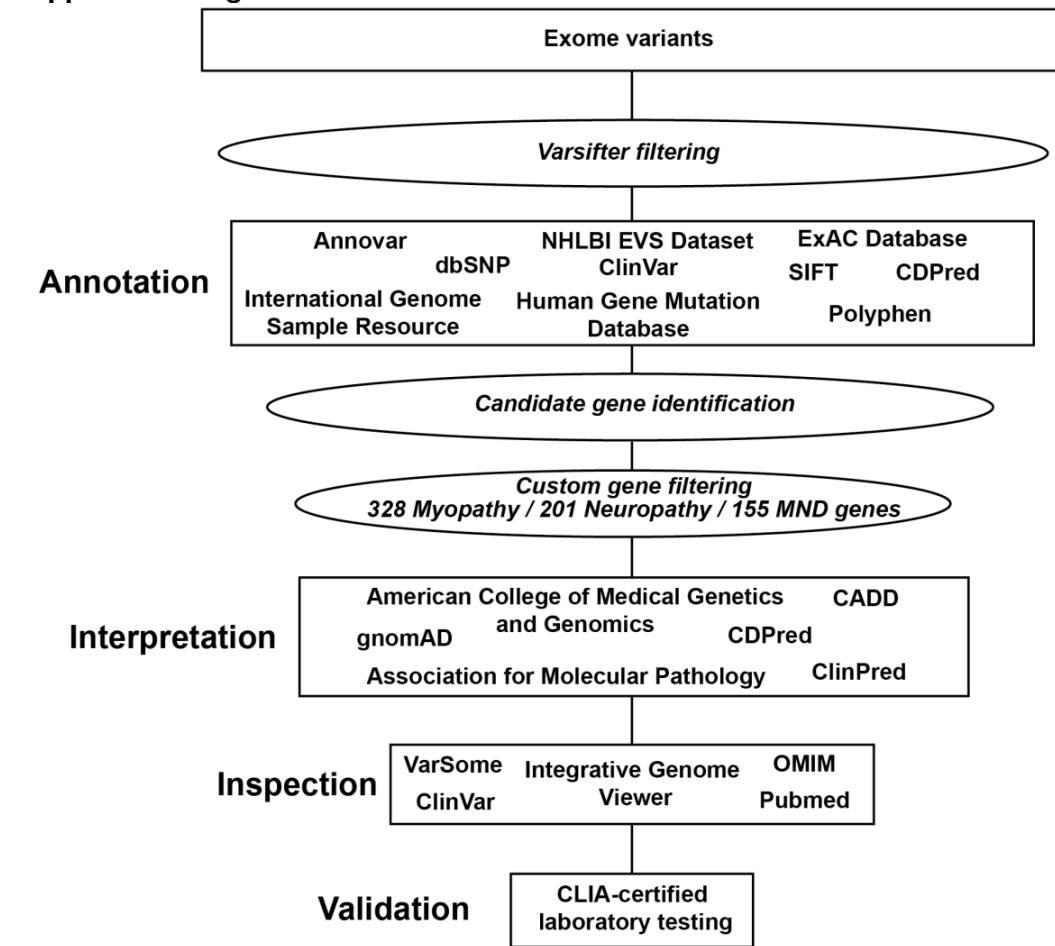 Exome variants
Varsifter filtering
Annotation
Annovar
dbSNP
NHLBI EVS Dataset
ClinVar
ExAC Database
SIFT
CDPred
International Genome
Sample Resource
Human Gene Mutation
Database
Polyphen
Candidate gene identification
Custom gene filtering
328 Myopathy / 201 Neuropathy / 155 MND genes
Interpretation
American College of Medical Genetics
and Genomics
CADD
gnomAD
CDPred
Association for Molecular Pathology
ClinPred
Inspection
VarSome
ClinVar
Integrative Genome
Viewer
OMIM
Pubmed
Validation
CLIA-certified
laboratory testing